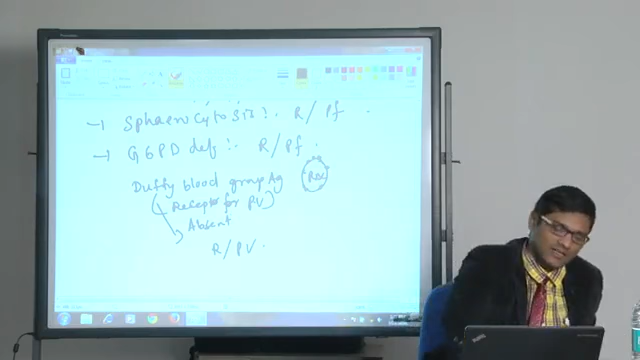 → Sphaerocytosis :. R / Pf .
→ G6PD def :. R / Pf .
Duffy blood group Ag RBC
( Receptor for PV )
Absent
R / PV .